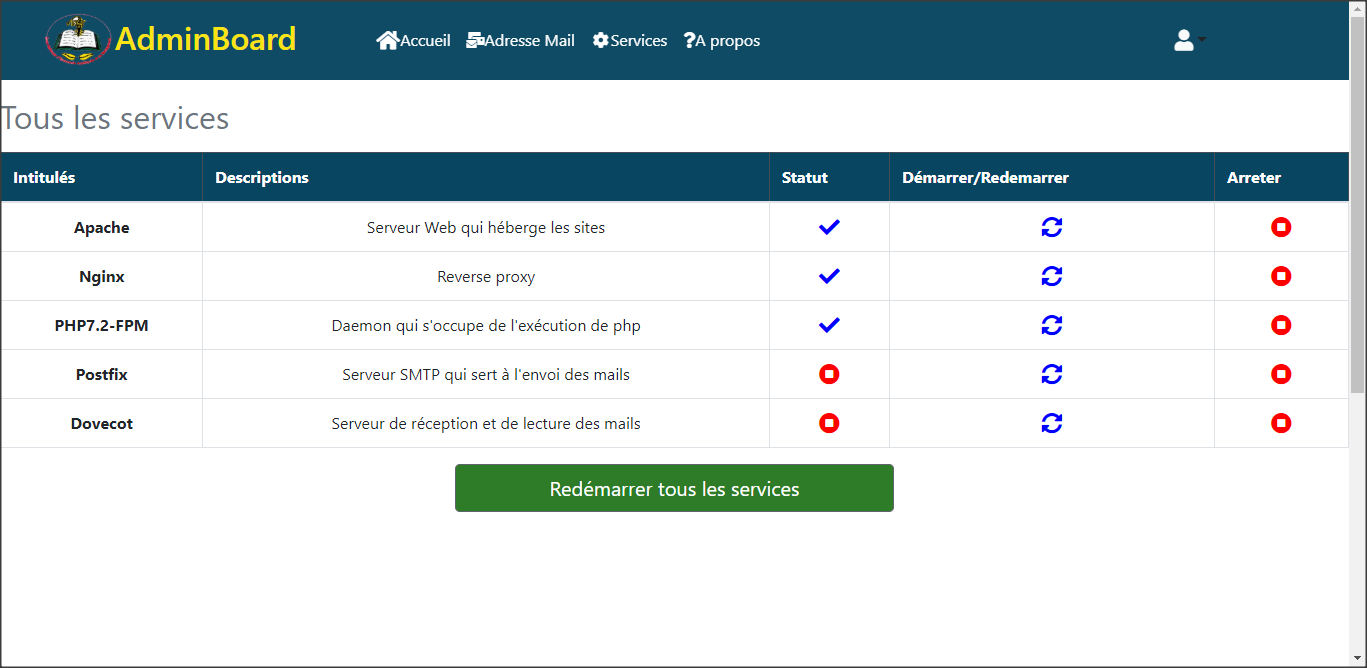 AdminBoard Accueil Adresse Mail Services ?A propos
Tous les services
Intitulés Descriptions Statut Démarrer/Redemarrer Arreter
Apache Serveur Web qui héberge les sites
Nginx Reverse proxy
PHP7.2-FPM Daemon qui s'occupe de l'exécution de php
Postfix Serveur SMTP qui sert à l'envoi des mails
Dovecot Serveur de réception et de lecture des mails
Redémarrer tous les services